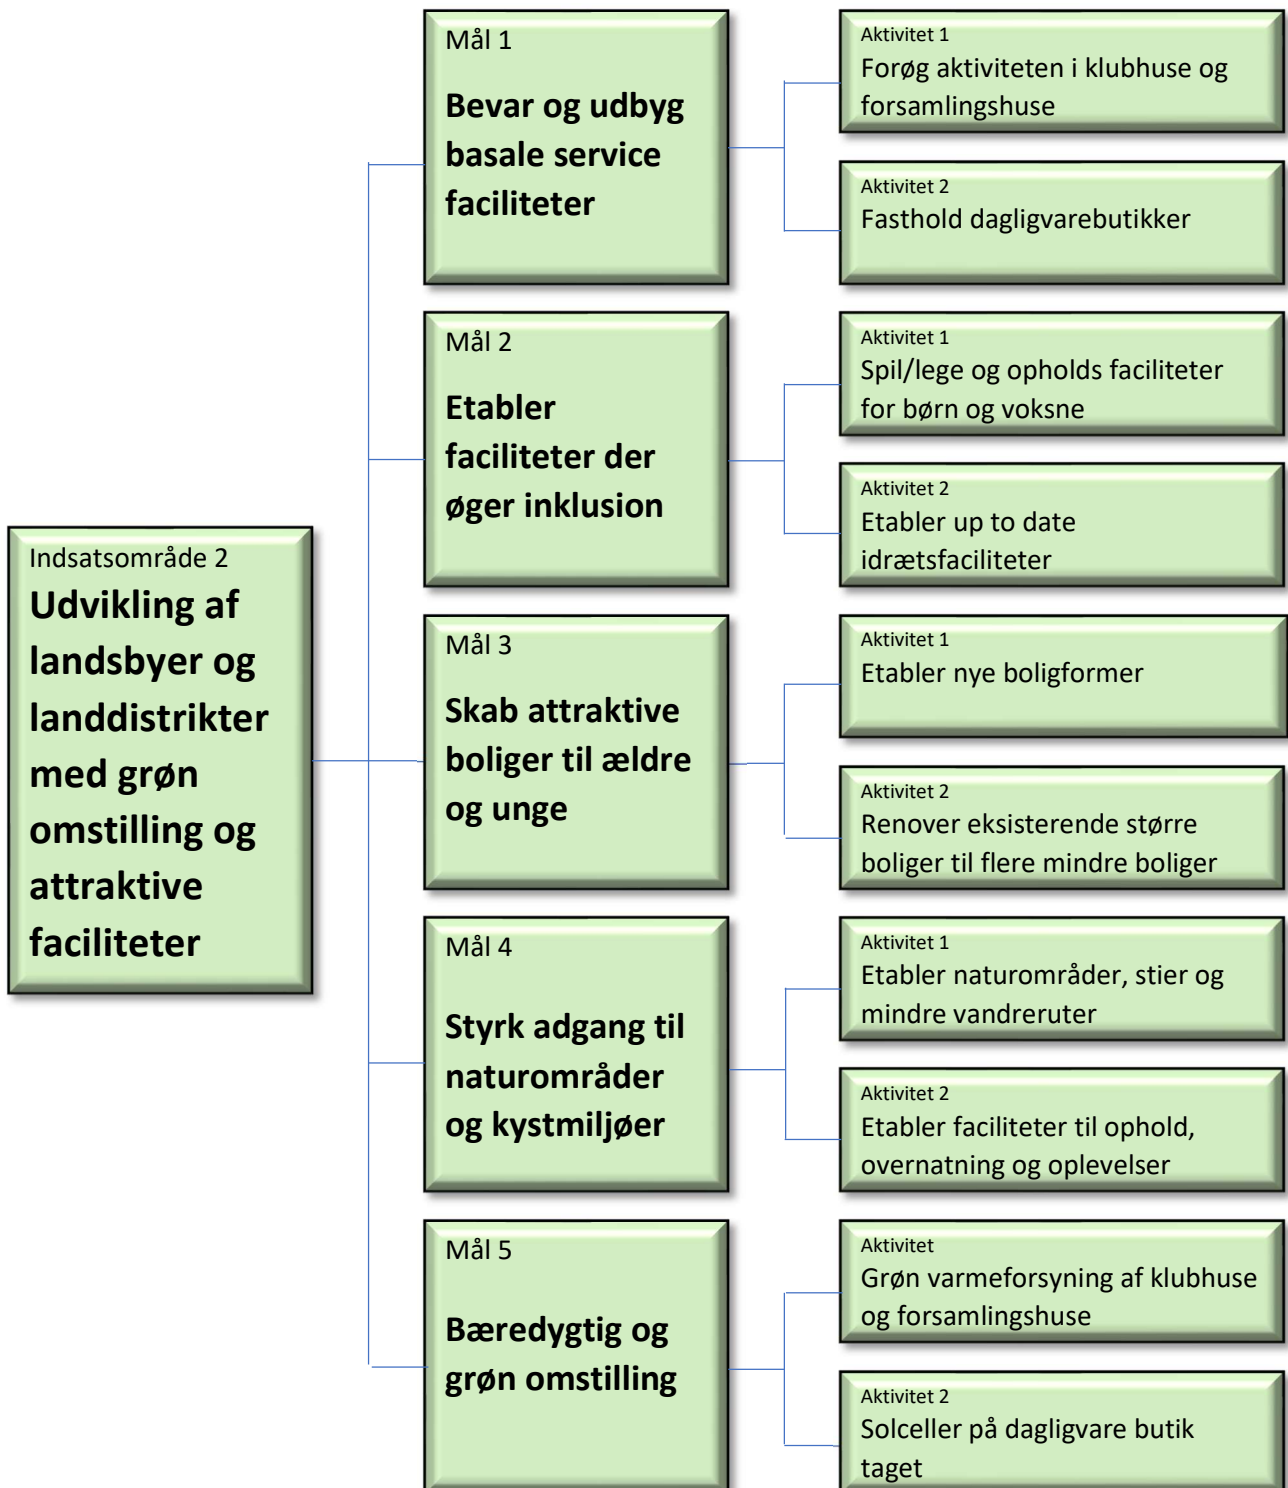 Indsatsområde 2
Udvikling af
landsbyer og
landdistrikter
med grøn
omstilling og
attraktive
faciliteter
Mål 1
Bevar og udbyg
basale service
faciliteter
Aktivitet 1
Forøg aktiviteten i klubhuse og
forsamlingshuse
Aktivitet 2
Fasthold dagligvarebutikker
Mål 2
Etabler
faciliteter der
øger inklusion
Aktivitet 1
Spil/lege og opholds faciliteter
for børn og voksne
Aktivitet 2
Etabler up to date
idrætsfaciliteter
Mål 3
Skab attraktive
boliger til ældre
og unge
Aktivitet 1
Etabler nye boligformer
Aktivitet 2
Renover eksisterende større
boliger til flere mindre boliger
Mål 4
Styrk adgang til
naturområder
og kystmiljøer
Aktivitet 1
Etabler naturområder, stier og
mindre vandreruter
Aktivitet 2
Etabler faciliteter til ophold,
overnatning og oplevelser
Mål 5
Bæredygtig og
grøn omstilling
Aktivitet
Grøn varmeforsyning af klubhuse
og forsamlingshuse
Aktivitet 2
Solceller på dagligvare butik
taget